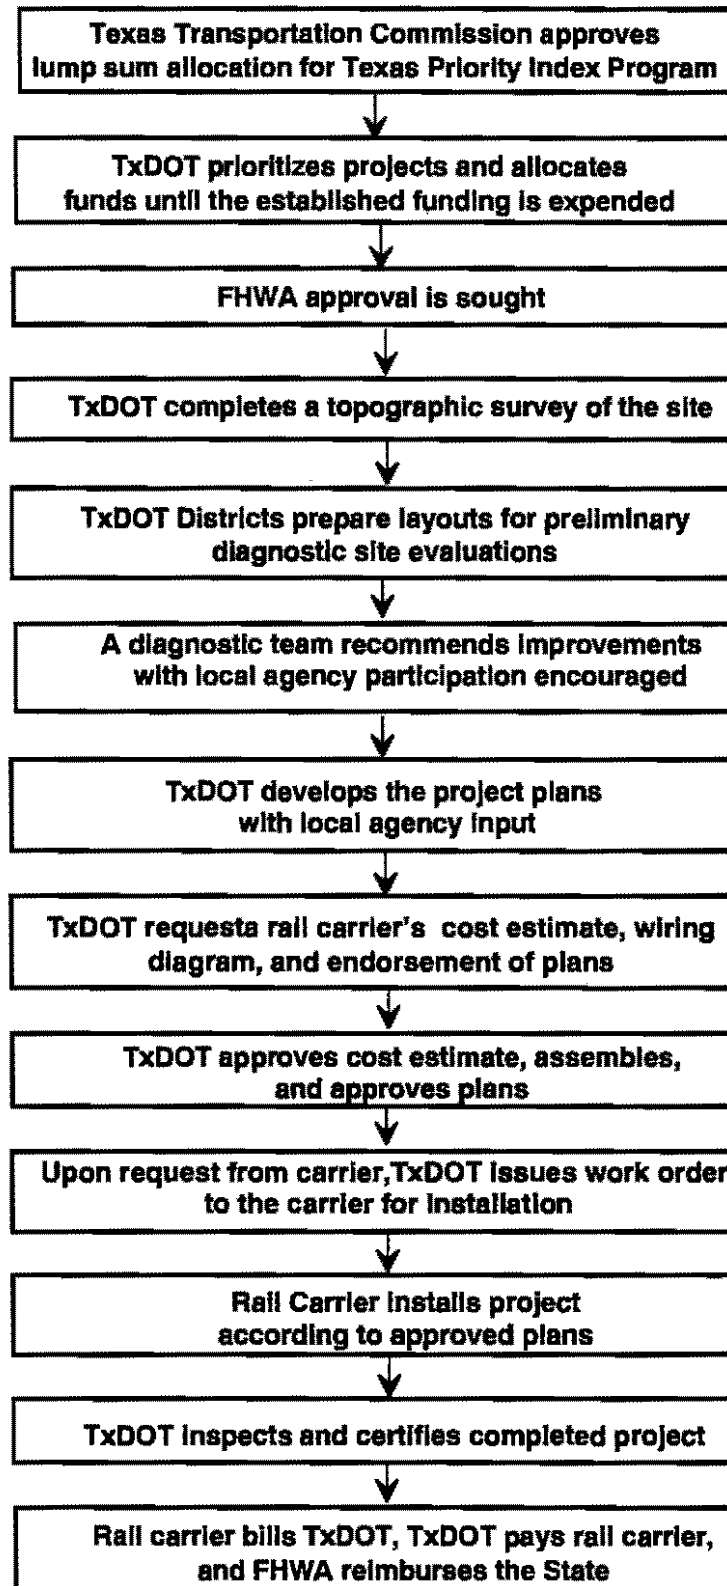 Texas Transportation Commission approves
lump sum allocation for Texas Priority Index Program
TxDOT prioritizes projects and allocates
funds until the established funding is expended
FHWA approval is sought
TxDOT completes a topographic survey of the site
TxDOT Districts prepare layouts for preliminary
diagnostic site evaluations
A diagnostic team recommends improvements
with local agency participation encouraged
TxDOT develops the project plans
with local agency input
TxDOT requesta rail carrier's cost estimate, wiring
diagram, and endorsement of plans
TxDOT approves cost estimate, assembles,
and approves plans
Upon request from carrier,TxDOT issues work order
to the carrier for installation
Rail Carrier installs project
according to approved plans
TxDOT inspects and certifies completed project
Rail carrier bills TxDOT, TxDOT pays rail carrier,
and FHWA reimburses the State